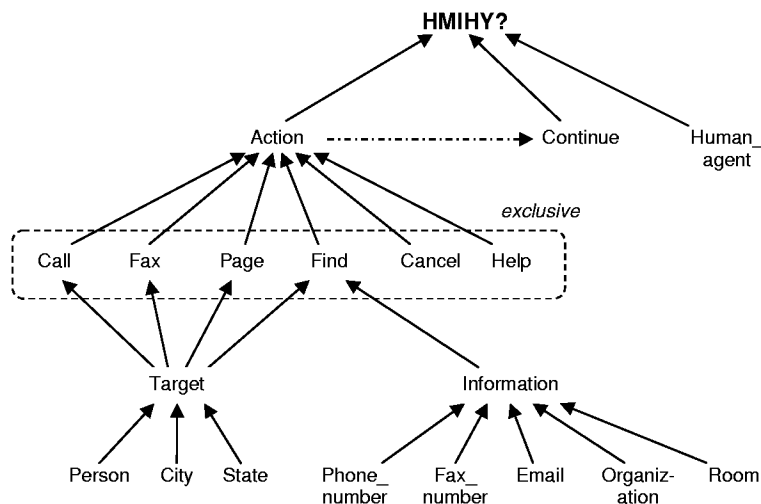 HMIHY?
Action
Continue
Human_
agent
exclusive
Call
Fax
Page
Find
Cancel
Help
Target
Information
Person
City
State
Phone_
number
Fax_
number
Email
Organiz-
ation
Room